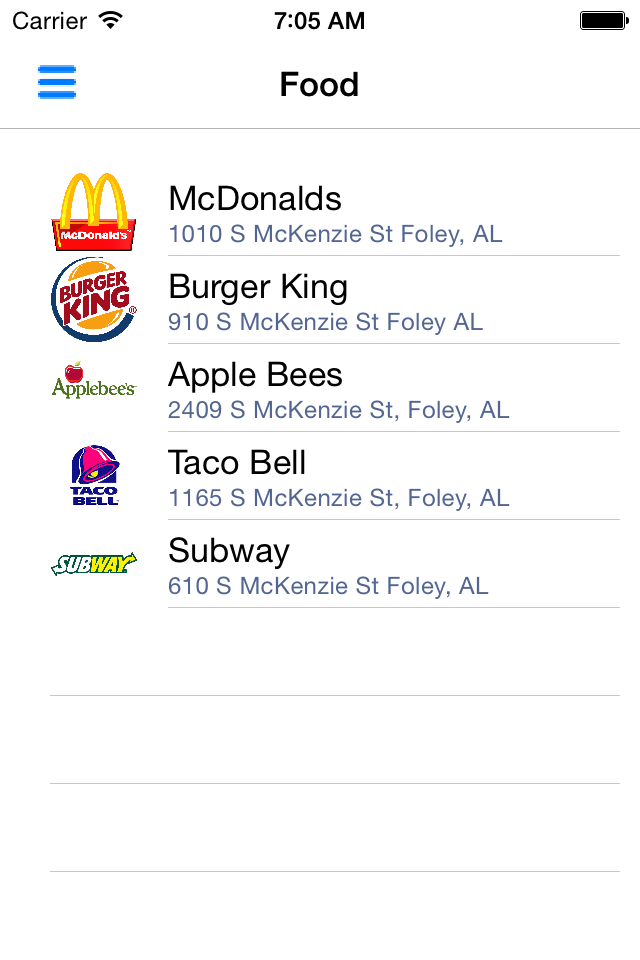 Carrier 7:05 AM
Food
McDonald's
McDonalds
1010 S McKenzie St Foley, AL
BURGER
KING®
Burger King
910 S McKenzie St Foley AL
Applebee's
Apple Bees
2409 S McKenzie St, Foley, AL
TACO
BELL
Taco Bell
1165 S McKenzie St, Foley, AL
SUBWAY
Subway
610 S McKenzie St Foley, AL